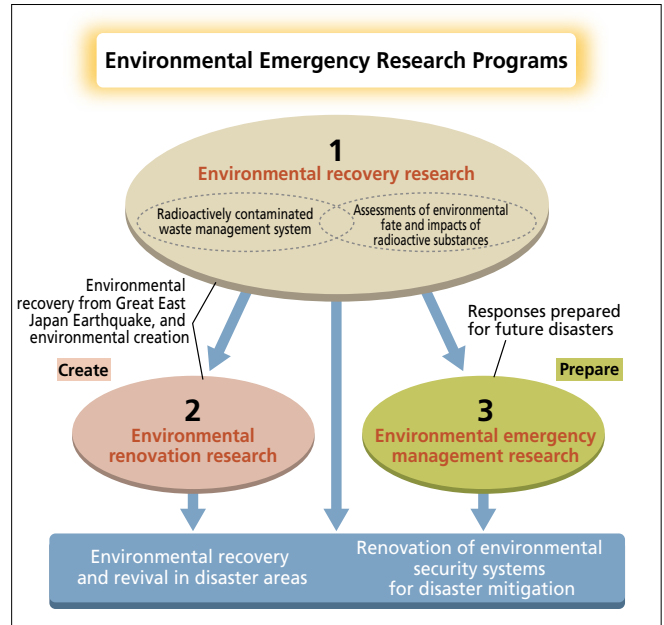 Environmental Emergency Research Programs
1
Environmental recovery research
Radioactively contaminated
waste management system
Assessments of environmental
fate and impacts of
radioactive substances
Environmental
recovery from Great East
Japan Earthquake, and
environmental creation
Responses prepared
for future disasters
Create
Prepare
2
Environmental
renovation research
3
Environmental emergency
management research
Environmental recovery
and revival in disaster areas
Renovation of environmental
security systems
for disaster mitigation